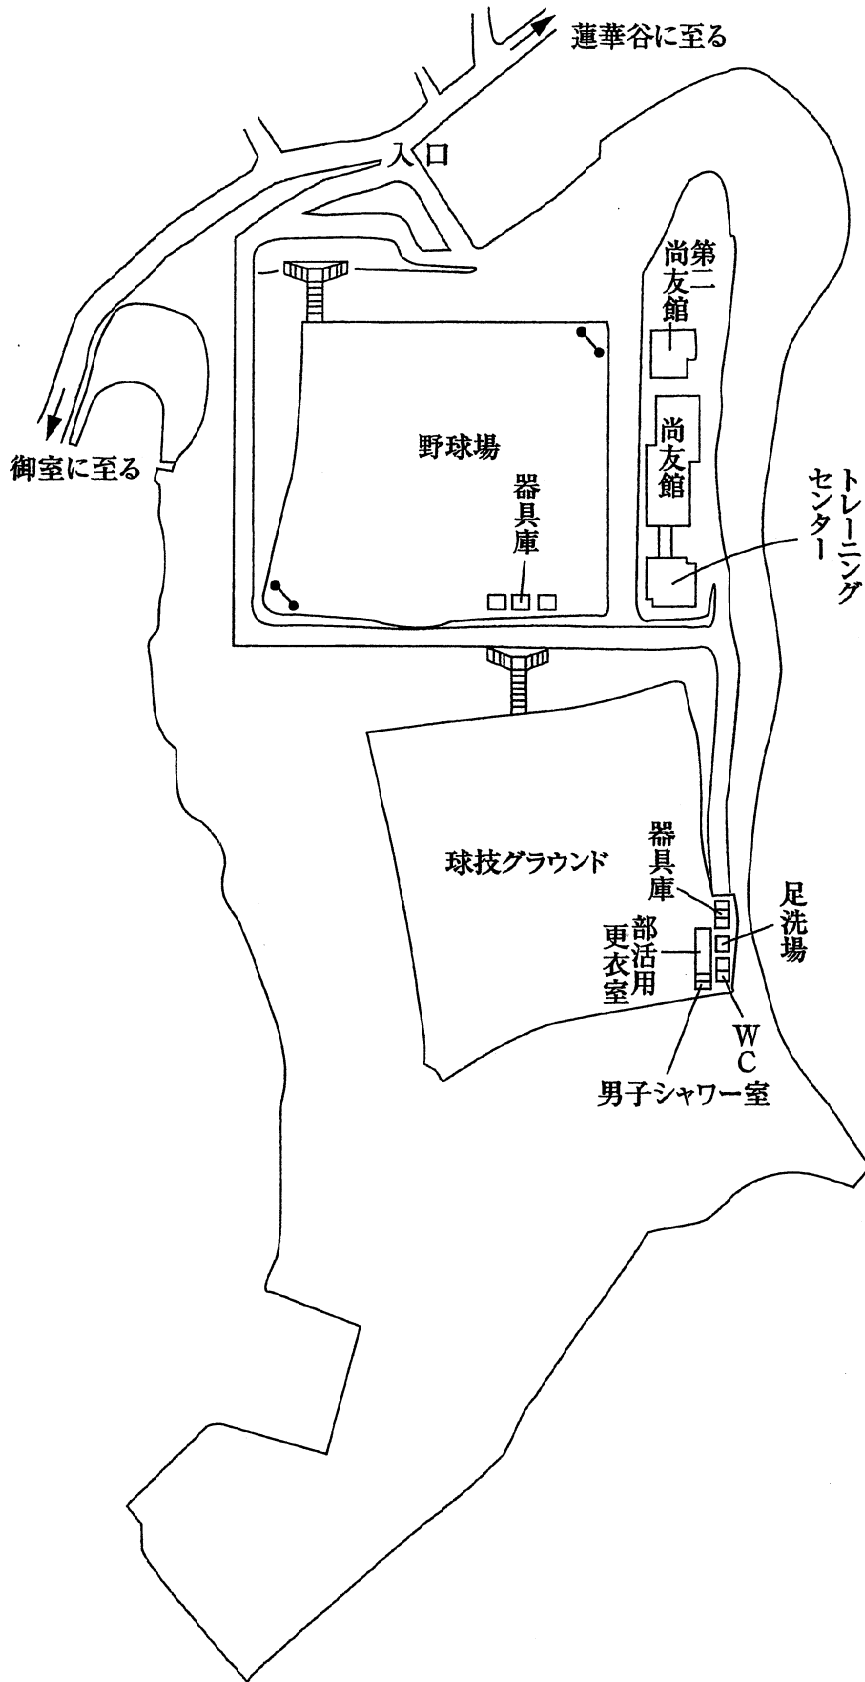 蓮華谷に至る
入口
第二
尚友館
野球場
尚友館
御室に至る
器具庫
トレーニング
センター
球技グラウンド
器具庫
足洗場
部活用
更衣室
WC
男子シャワー室